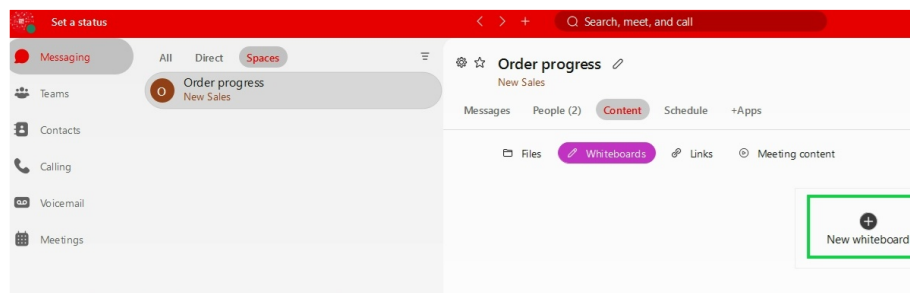 Set a status
Search, meet, and call
Messaging
Teams
Contacts
Calling
Voicemail
Meetings
All Direct Spaces
O Order progress
New Sales
Order progress
New Sales
Messages People (2) Content Schedule +Apps
Files Whiteboards Links Meeting content
New whiteboard